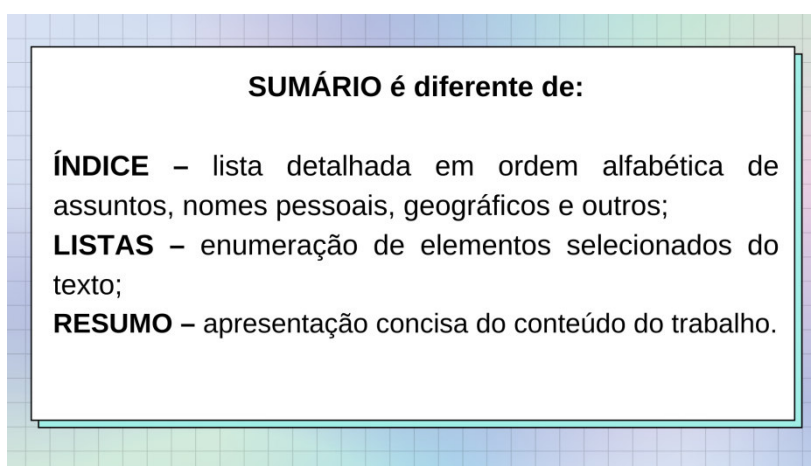 SUMÁRIO é diferente de:
ÍNDICE – lista detalhada em ordem alfabética de
assuntos, nomes pessoais, geográficos e outros;
LISTAS – enumeração de elementos selecionados do
texto;
RESUMO – apresentação concisa do conteúdo do trabalho.